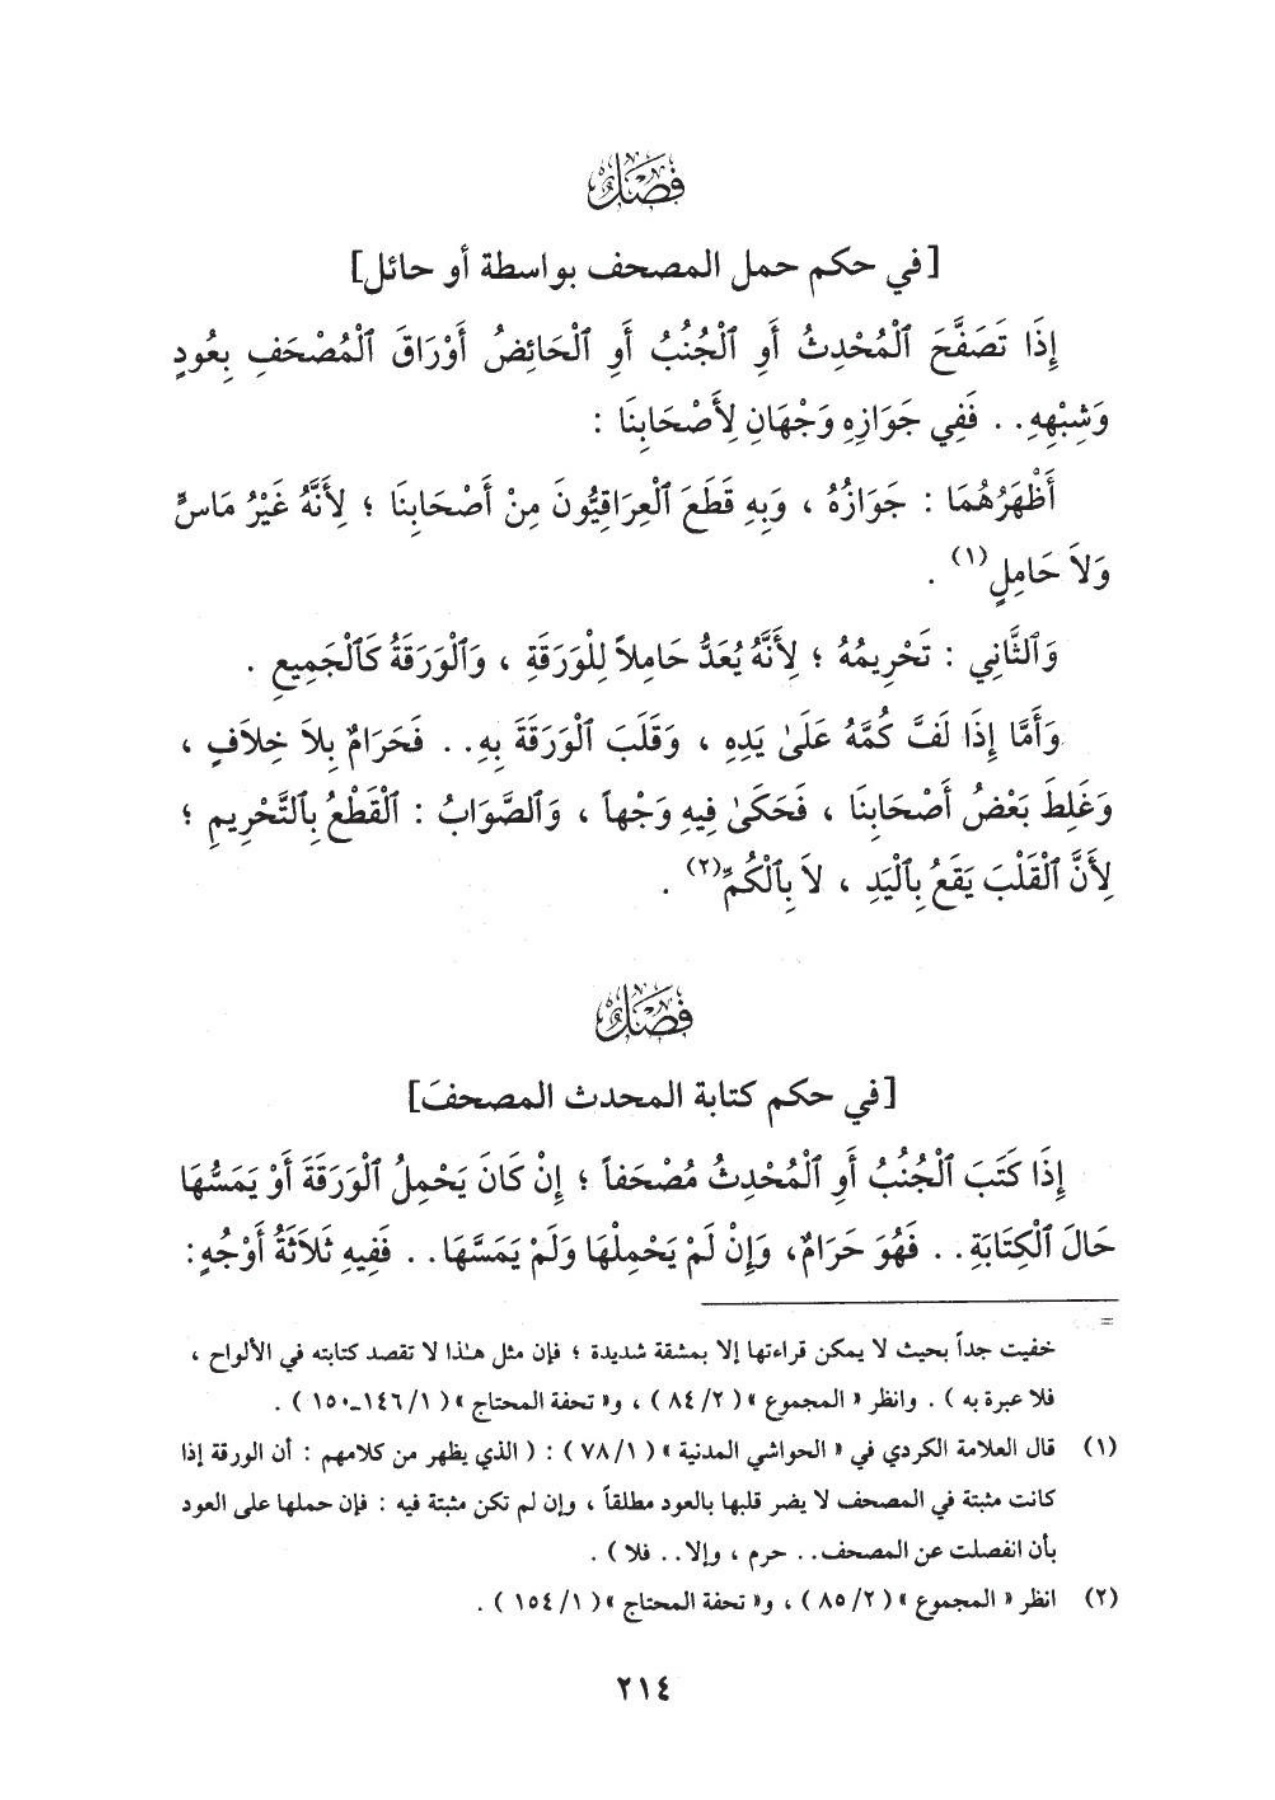 فَصْلٌ
[في حكم حمل المصحف بواسطة أو حائل]
إِذَا تَصَفَّحَ ٱلْمُحْدِثُ أَوِ ٱلْجُنُبُ أَوِ ٱلْحَائِضُ أَوْرَاقَ ٱلْمُصْحَفِ بِعُودٍ
وَشِبْهِهِ . . فَفِي جَوَازِهِ وَجْهَانِ لِأَصْحَابِنَا :
أَظْهَرُهُمَا : جَوَازُهُ ، وَبِهِ قَطَعَ ٱلْعِرَاقِيُّونَ مِنْ أَصْحَابِنَا ؛ لِأَنَّهُ غَيْرُ مَاسٍّ
وَلاَ حَامِلٍ(١) .
وَٱلثَّانِي : تَحْرِيمُهُ ؛ لِأَنَّهُ يُعَدُّ حَامِلاً لِلْوَرَقَةِ ، وَٱلْوَرَقَةُ كَٱلْجَمِيعِ .
وَأَمَّا إِذَا لَفَّ كُمَّهُ عَلَىٰ يَدِهِ ، وَقَلَبَ ٱلْوَرَقَةَ بِهِ . . فَحَرَامٌ بِلاَ خِلاَفٍ ،
وَغَلِطَ بَعْضُ أَصْحَابِنَا ، فَحَكَىٰ فِيهِ وَجْهاً ، وَٱلصَّوَابُ : ٱلْقَطْعُ بِٱلتَّحْرِيمِ ؛
لِأَنَّ ٱلْقَلْبَ يَقَعُ بِٱلْيَدِ ، لاَ بِٱلْكُمِّ(٢) .
فَصْلٌ
[في حكم كتابة المحدث المصحفَ]
إِذَا كَتَبَ ٱلْجُنُبُ أَوِ ٱلْمُحْدِثُ مُصْحَفاً ؛ إِنْ كَانَ يَحْمِلُ ٱلْوَرَقَةَ أَوْ يَمَسُّهَا
حَالَ ٱلْكِتَابَةِ . . فَهُوَ حَرَامٌ، وَإِنْ لَمْ يَحْمِلْهَا وَلَمْ يَمَسَّهَا . . فَفِيهِ ثَلاَثَةُ أَوْجُهٍ:
=
خفيت جداً بحيث لا يمكن قراءتها إلا بمشقة شديدة ؛ فإن مثل هـٰذا لا تقصد كتابته في الألواح ،
فلا عبرة به ) . وانظر « المجموع » ( ٢/ ٨٤ ) ، و« تحفة المحتاج » ( ١/ ١٤٦ـ١٥٠ ) .
(١) قال العلامة الكردي في « الحواشي المدنية » ( ١/ ٧٨ ) : ( الذي يظهر من كلامهم : أن الورقة إذا
كانت مثبتة في المصحف لا يضر قلبها بالعود مطلقاً ، وإن لم تكن مثبتة فيه : فإن حملها على العود
بأن انفصلت عن المصحف . . حرم ، وإلا . . فلا ) .
(٢) انظر « المجموع » ( ٢/ ٨٥ ) ، و« تحفة المحتاج » ( ١/ ١٥٤ ) .
٢١٤